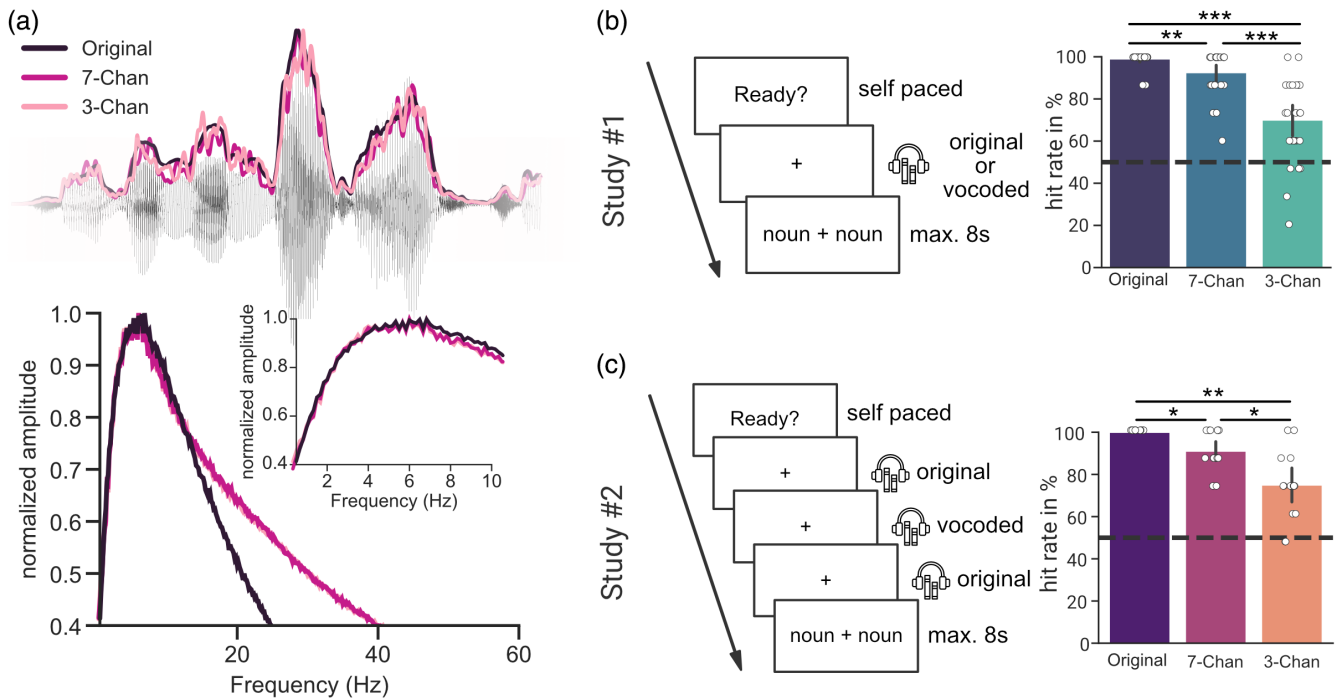 (a)
Original
7-Chan
3-Chan
normalized amplitude
1.0
0.9
0.8
0.7
0.6
0.5
0.4
20
40
60
Frequency (Hz)
normalized amplitude
1.0
0.8
0.6
0.4
2
4
6
8
10
Frequency (Hz)
(b)
Study #1
Ready?
self paced
+
original
or
vocoded
noun + noun
max. 8s
***
**
***
hit rate in %
100
80
60
40
20
0
Original
7-Chan
3-Chan
(c)
Study #2
Ready?
self paced
+
original
+
vocoded
+
original
noun + noun
max. 8s
**
*
*
hit rate in %
100
80
60
40
20
0
Original
7-Chan
3-Chan